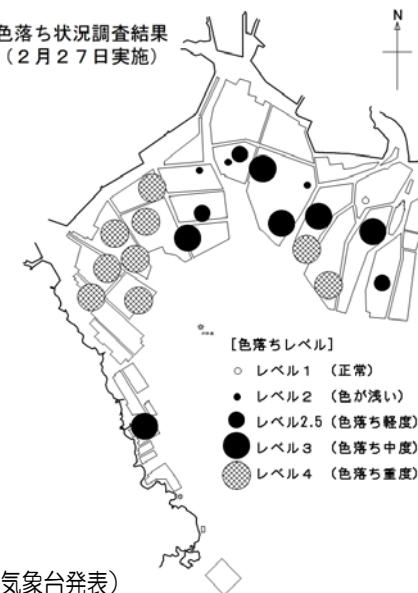 色落ち状況調査結果
(2月27日実施)
N
[色落ちレベル]
レベル1 (正常)
レベル2 (色が浅い)
レベル2.5 (色落ち軽度)
レベル3 (色落ち中度)
レベル4 (色落ち重度)
気象台発表)